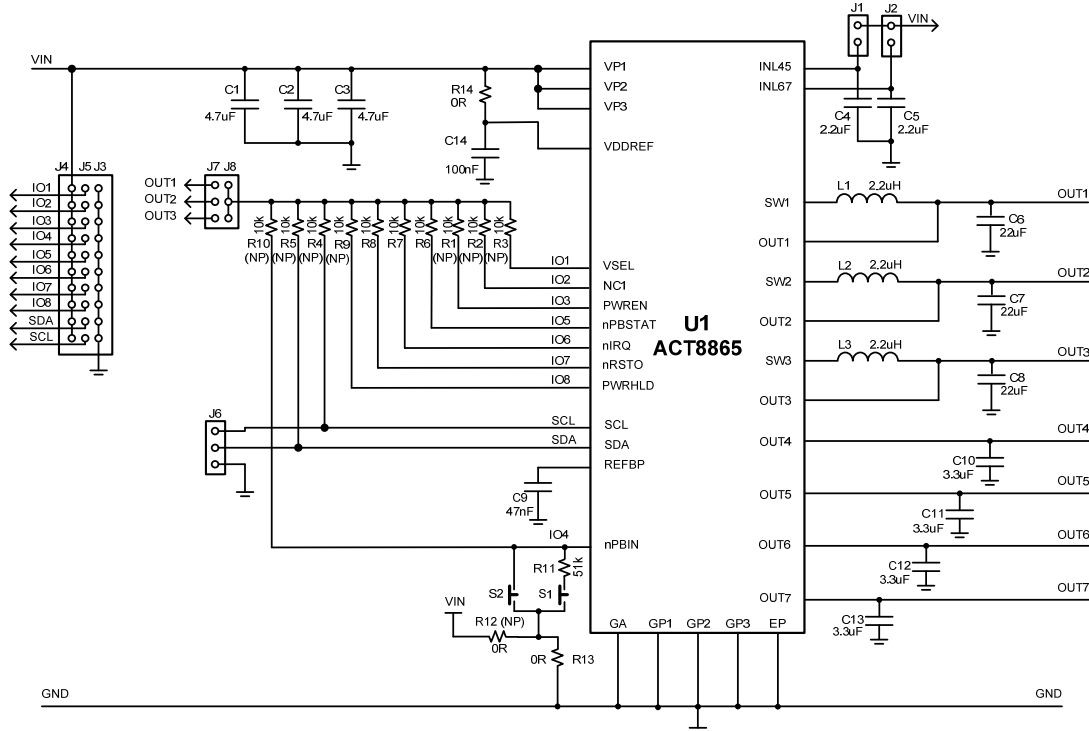 J1 J2
VIN
VIN
VP1
VP2
VP3
VDDREF
INL45
INL67
C1
4.7uF
C2
4.7uF
C3
4.7uF
R14
0R
C14
100nF
C4
2.2uF
C5
2.2uF
J4 J5 J3
IO1
IO2
IO3
IO4
IO5
IO6
IO7
IO8
SDA
SCL
J7 J8
OUT1
OUT2
OUT3
10k 10k 10k 10k 10k 10k 10k 10k 10k 10k
R10 R5 R4 R9 R8 R7 R6 R1 R2 R3
(NP) (NP) (NP) (NP) (NP) (NP)
IO1 VSEL
IO2 NC1
IO3 PWREN
IO5 nPBSTAT
IO6 nIRQ
IO7 nRSTO
IO8 PWRHLD
SCL SCL
SDA SDA
REFBP
J6
C9
47nF
IO4 nPBIN
R11
51k
S2 S1
VIN
R12 (NP)
0R
0R R13
U1
ACT8865
SW1
OUT1
SW2
OUT2
SW3
OUT3
OUT4
OUT5
OUT6
OUT7
GA GP1 GP2 GP3 EP
L1 2.2uH
OUT1
C6
22uF
L2 2.2uH
OUT2
C7
22uF
L3 2.2uH
OUT3
C8
22uF
OUT4
C10
3.3uF
OUT5
C11
3.3uF
OUT6
C12
3.3uF
OUT7
C13
3.3uF
GND GND